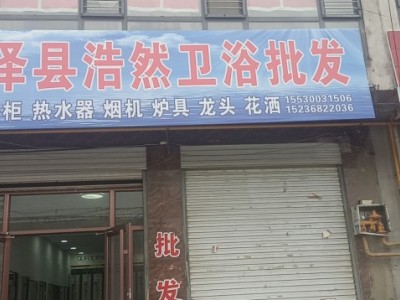 泽县浩然卫浴批发
柜 热水器 烟机 炉具 龙头 花洒
15530031506
15236822036
批
发